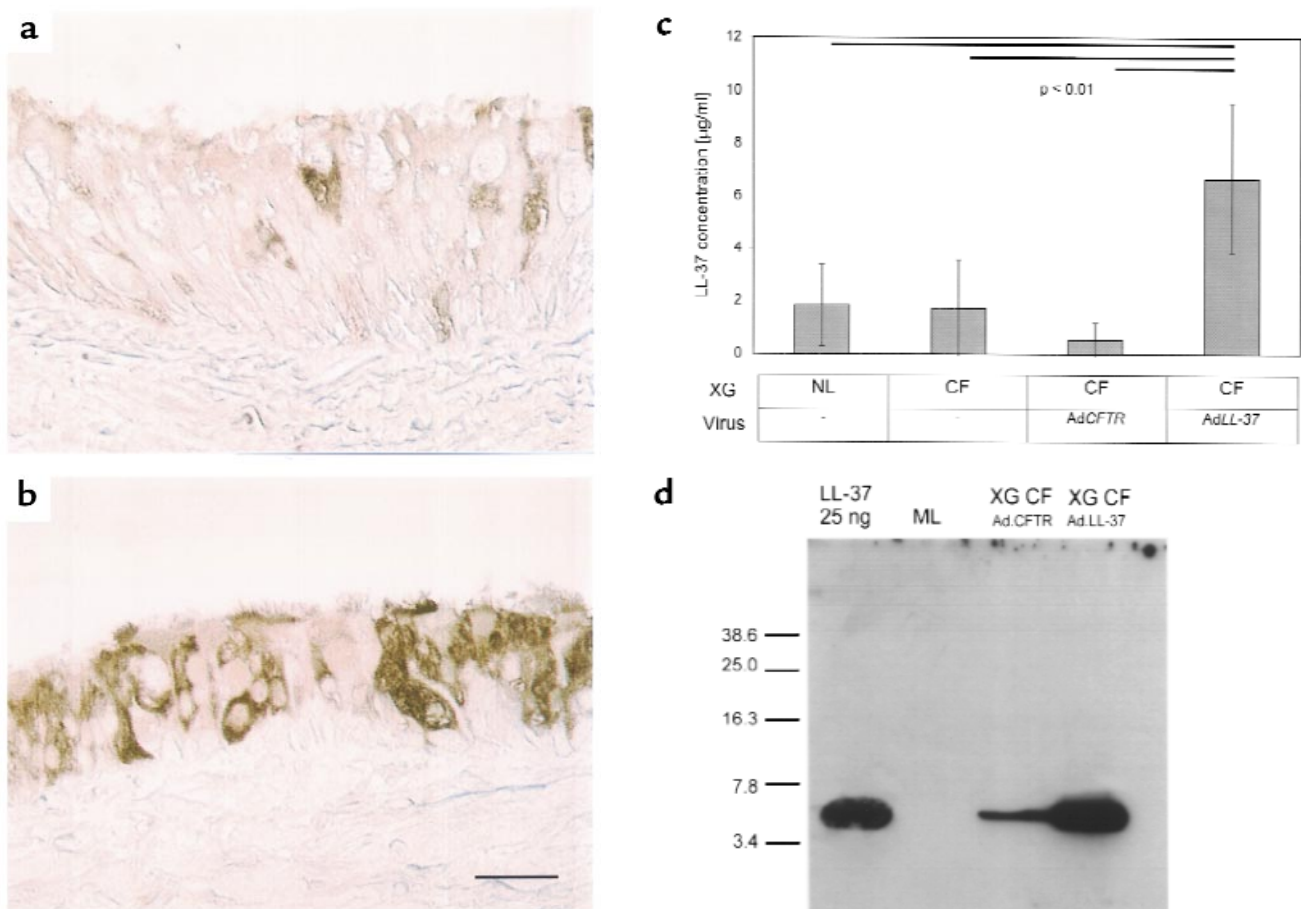 a
b
c
12
10
8
6
4
2
0
LL-37 concentration [µg/ml]
p < 0.01
XG NL CF CF CF
Virus - - AdCFTR AdLL-37
d
LL-37 XG CF XG CF
25 ng ML Ad.CFTR Ad.LL-37
38.6
25.0
16.3
7.8
3.4